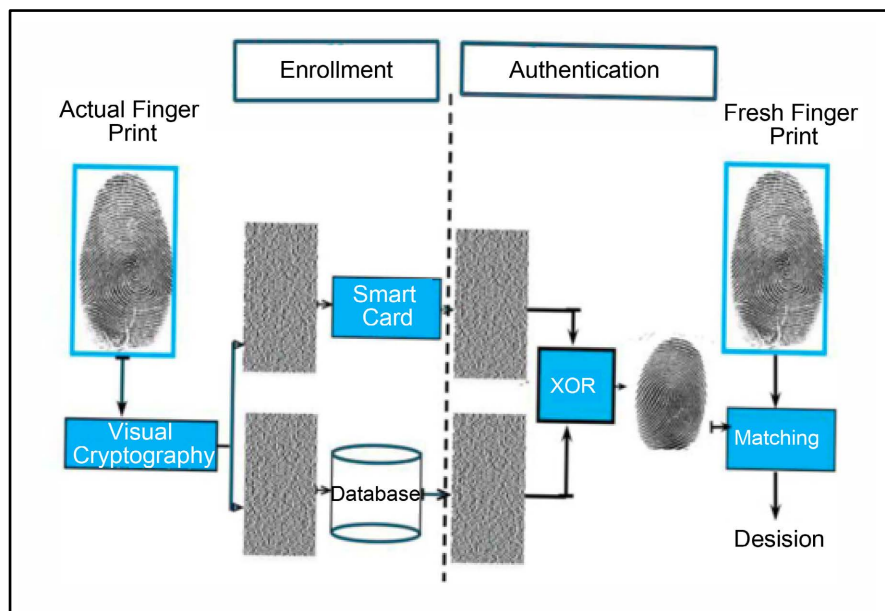 Enrollment
Authentication
Actual Finger
Print
Fresh Finger
Print
Smart
Card
XOR
Visual
Cryptography
Matching
Database
Desision